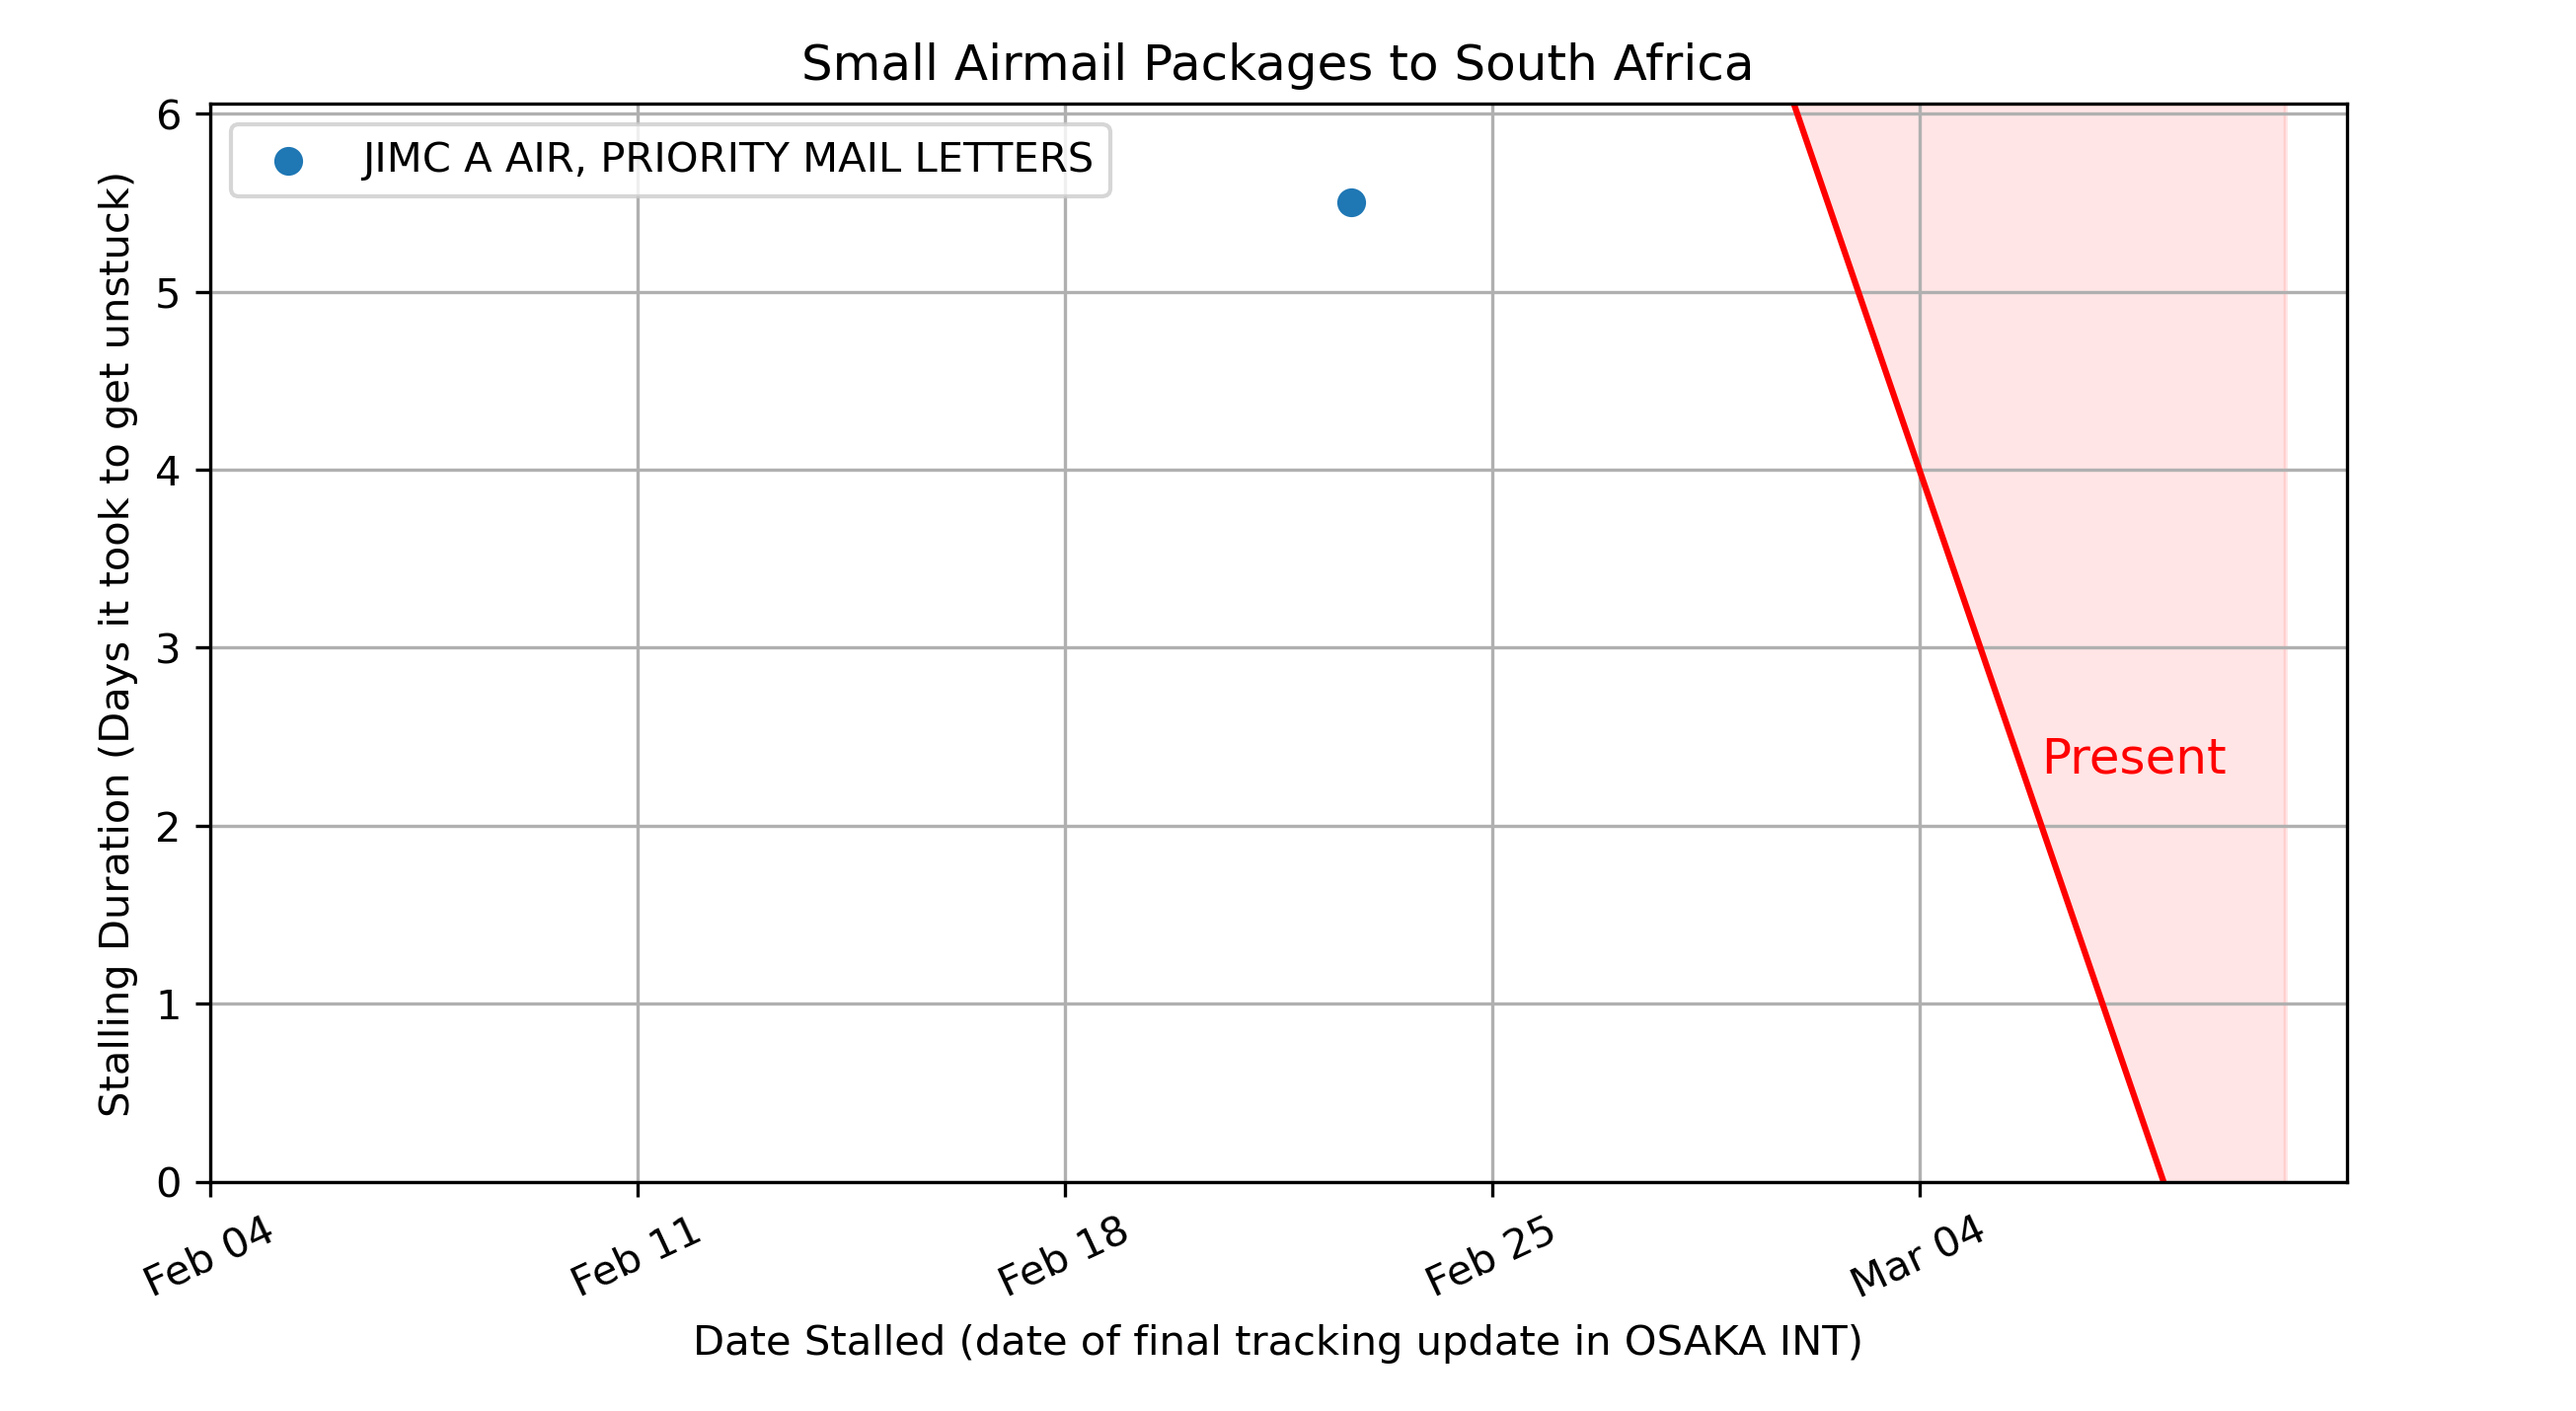 Small Airmail Packages to South Africa
JIMC A AIR, PRIORITY MAIL LETTERS
Stalling Duration (Days it took to get unstuck)
6
5
4
3
2
1
0
Present
Feb 04
Feb 11
Feb 18
Feb 25
Mar 04
Date Stalled (date of final tracking update in OSAKA INT)